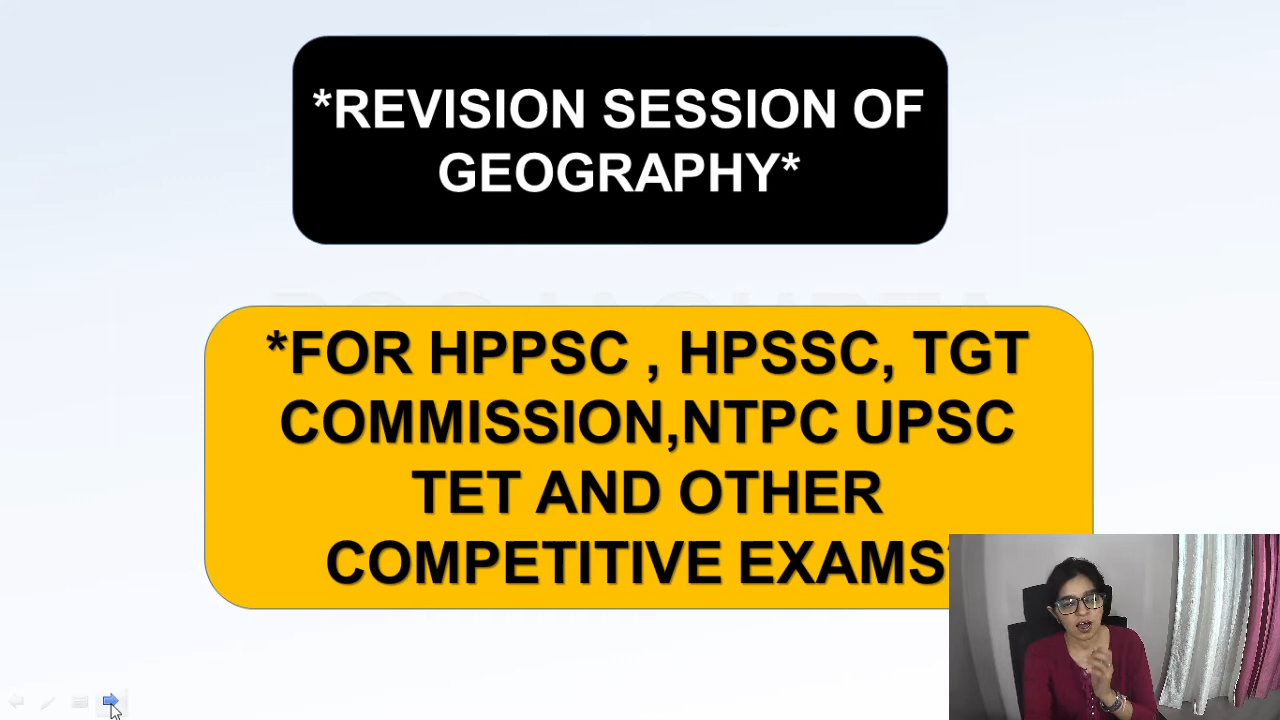 *REVISION SESSION OF
GEOGRAPHY*
*FOR HPPSC , HPSSC, TGT
COMMISSION,NTPC UPSC
TET AND OTHER
COMPETITIVE EXAMS